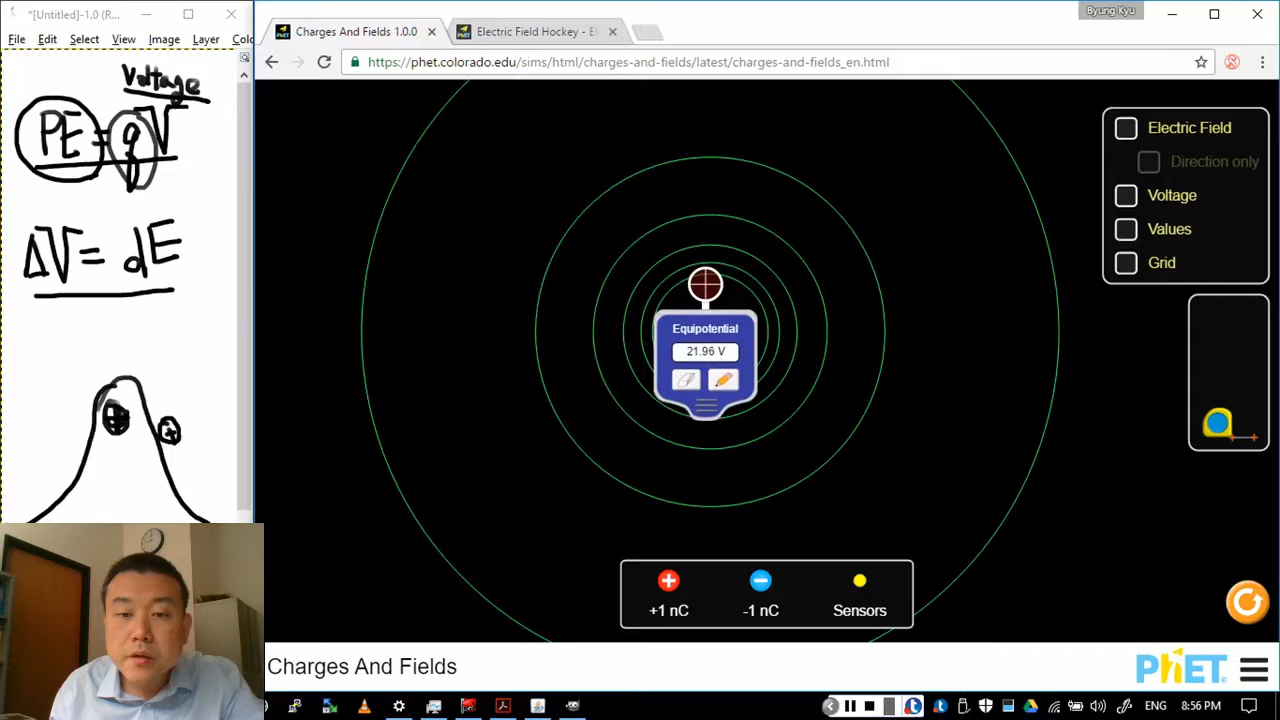 *[Untitled]-1.0 (R...
File Edit Select View Image Layer Colo
Voltage
PE = qV
ΔV = dE
+
+
Byung Kyu
Charges And Fields 1.0.0
Electric Field Hockey - El
https://phet.colorado.edu/sims/html/charges-and-fields/latest/charges-and-fields_en.html
Electric Field
Direction only
Voltage
Values
Grid
Equipotential
21.96 V
+1 nC
-1 nC
Sensors
Charges And Fields
PhET
ENG
8:56 PM